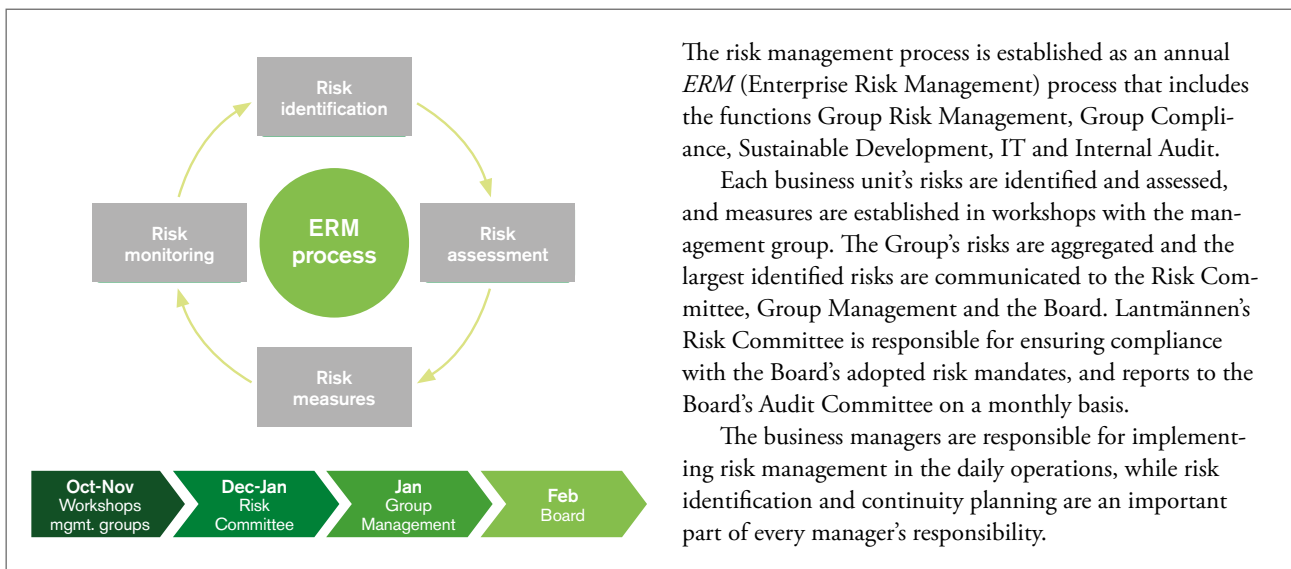 Risk
identification
Risk
monitoring
ERM
process
Risk
assessment
Risk
measures
Oct-Nov
Workshops
mgmt. groups
Dec-Jan
Risk
Committee
Jan
Group
Management
Feb
Board
The risk management process is established as an annual
ERM (Enterprise Risk Management) process that includes
the functions Group Risk Management, Group Compli-
ance, Sustainable Development, IT and Internal Audit.
Each business unit’s risks are identified and assessed,
and measures are established in workshops with the man-
agement group. The Group’s risks are aggregated and the
largest identified risks are communicated to the Risk Com-
mittee, Group Management and the Board. Lantmännen’s
Risk Committee is responsible for ensuring compliance
with the Board’s adopted risk mandates, and reports to the
Board’s Audit Committee on a monthly basis.
The business managers are responsible for implement-
ing risk management in the daily operations, while risk
identification and continuity planning are an important
part of every manager’s responsibility.